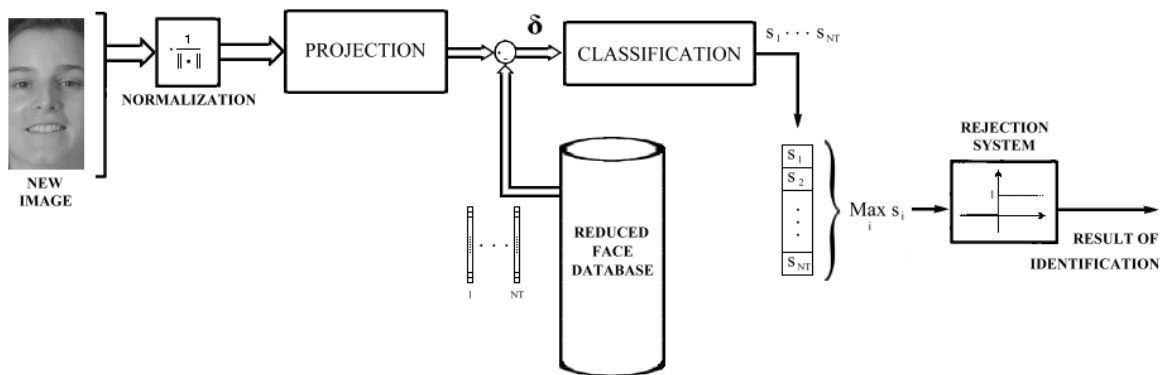 NEW
IMAGE
· 1
‖ • ‖
NORMALIZATION
PROJECTION
+
−
δ
CLASSIFICATION
S1 · · · SNT
REDUCED
FACE
DATABASE
· · ·
1 NT
S1
S2
·
·
·
SNT
Max si
i
REJECTION
SYSTEM
1
RESULT OF
IDENTIFICATION